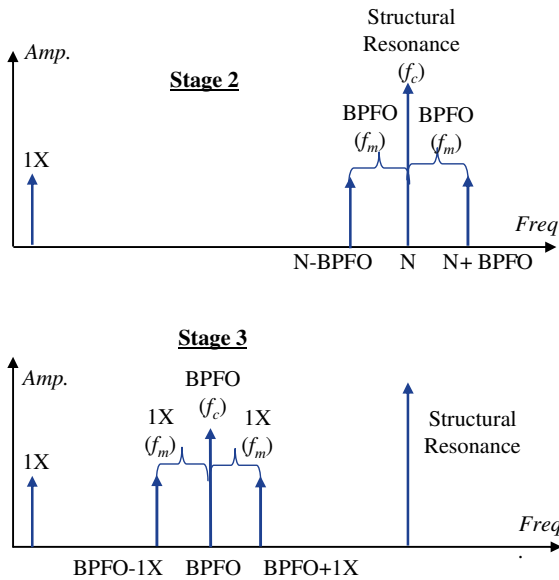 Structural
Resonance
(fc)
Amp.
Stage 2
BPFO
(fm)
BPFO
(fm)
1X
Freq
N-BPFO N N+ BPFO
Stage 3
Amp.
BPFO
(fc)
1X
(fm)
1X
(fm)
Structural
Resonance
1X
Freq
.
BPFO-1X BPFO BPFO+1X